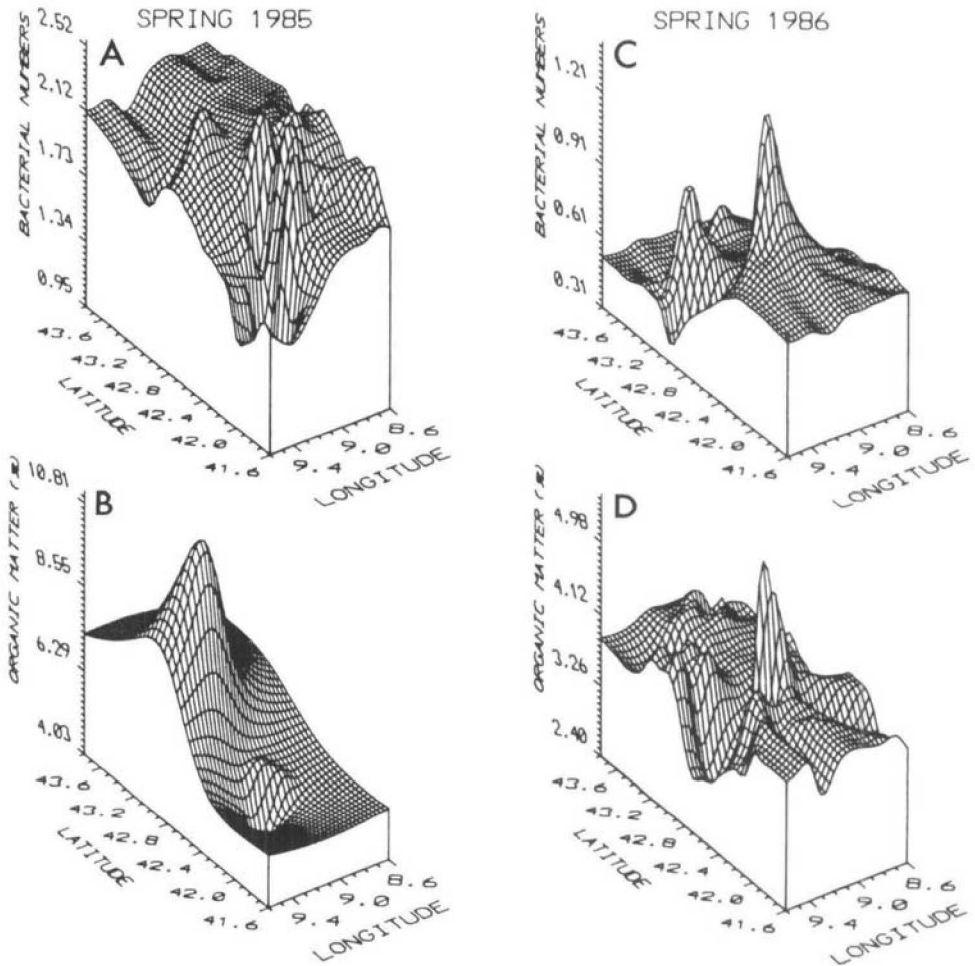 SPRING 1985
A
BACTERIAL NUMBERS
2.52
2.12
1.73
1.34
0.95
43.6
43.2
42.8
42.4
42.0
41.6
LATITUDE
9.4
9.0
8.6
LONGITUDE
SPRING 1986
C
BACTERIAL NUMBERS
1.21
0.91
0.61
0.31
43.6
43.2
42.8
42.4
42.0
41.6
LATITUDE
9.4
9.0
8.6
LONGITUDE
B
ORGANIC MATTER (%)
10.81
8.55
6.29
4.03
43.6
43.2
42.8
42.4
42.0
41.6
LATITUDE
9.4
9.0
8.6
LONGITUDE
D
ORGANIC MATTER (%)
4.98
4.12
3.26
2.40
43.6
43.2
42.8
42.4
42.0
41.6
LATITUDE
9.4
9.0
8.6
LONGITUDE